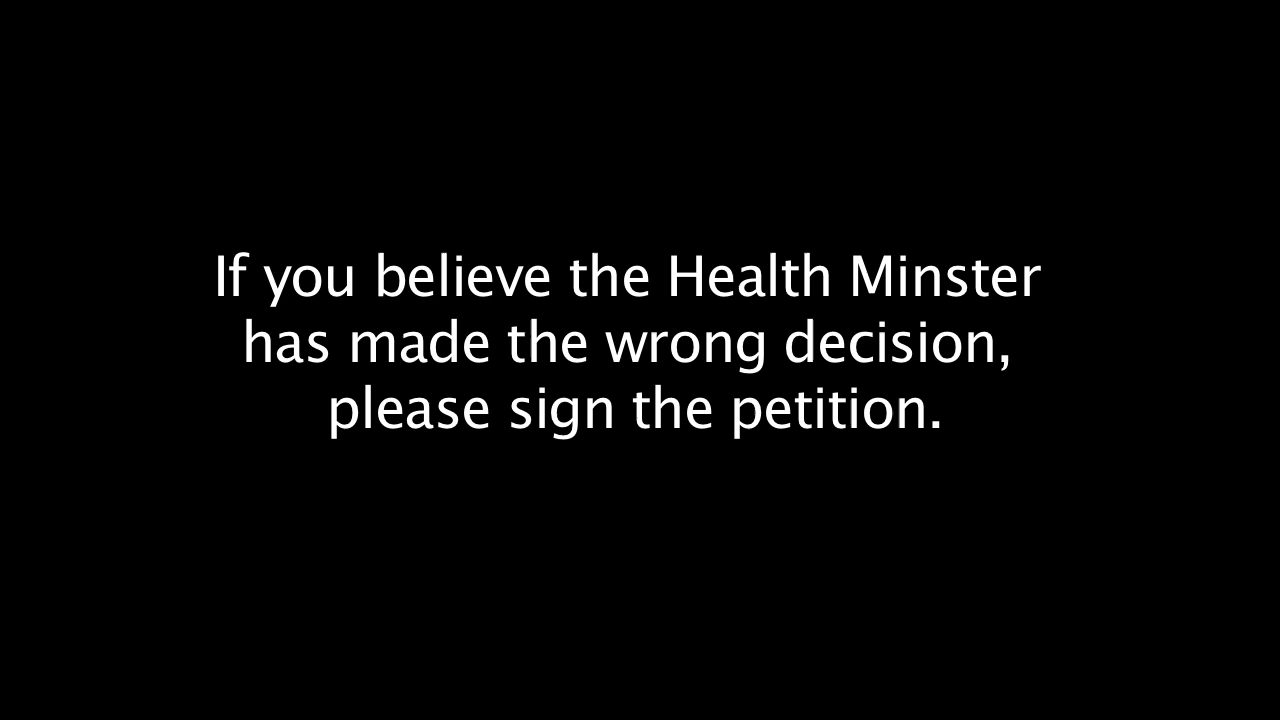 If you believe the Health Minster
has made the wrong decision,
please sign the petition.